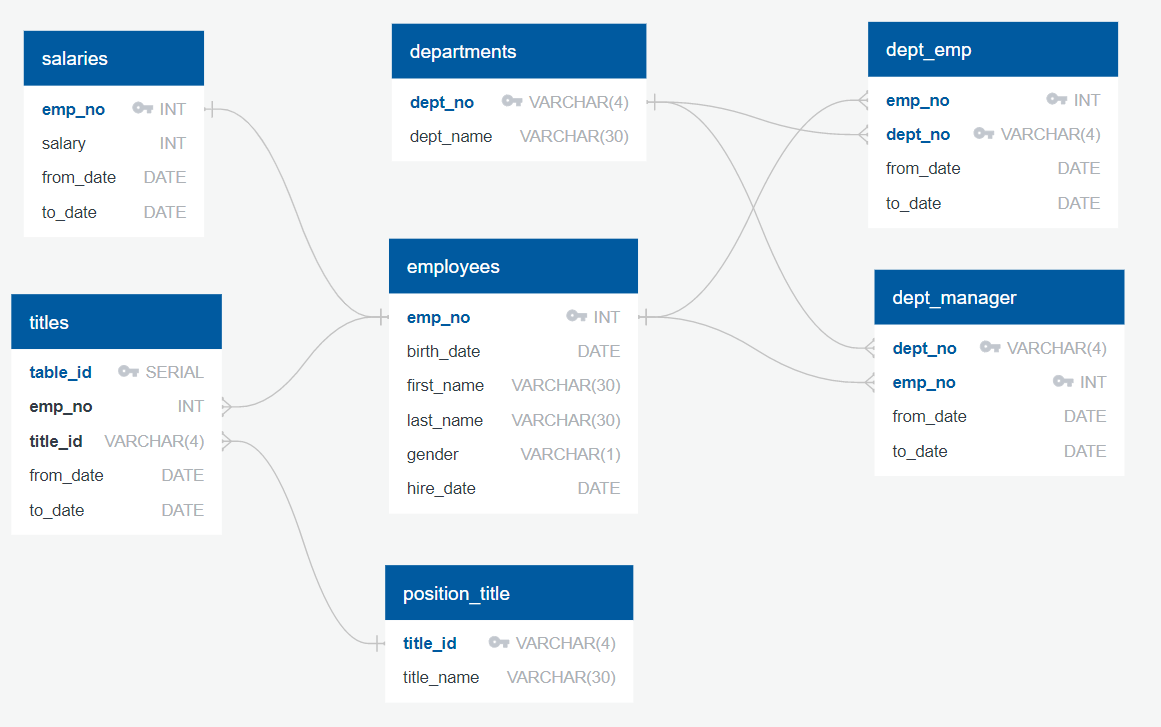 salaries
emp_no INT
salary INT
from_date DATE
to_date DATE
departments
dept_no VARCHAR(4)
dept_name VARCHAR(30)
dept_emp
emp_no INT
dept_no VARCHAR(4)
from_date DATE
to_date DATE
titles
table_id SERIAL
emp_no INT
title_id VARCHAR(4)
from_date DATE
to_date DATE
employees
emp_no INT
birth_date DATE
first_name VARCHAR(30)
last_name VARCHAR(30)
gender VARCHAR(1)
hire_date DATE
dept_manager
dept_no VARCHAR(4)
emp_no INT
from_date DATE
to_date DATE
position_title
title_id VARCHAR(4)
title_name VARCHAR(30)